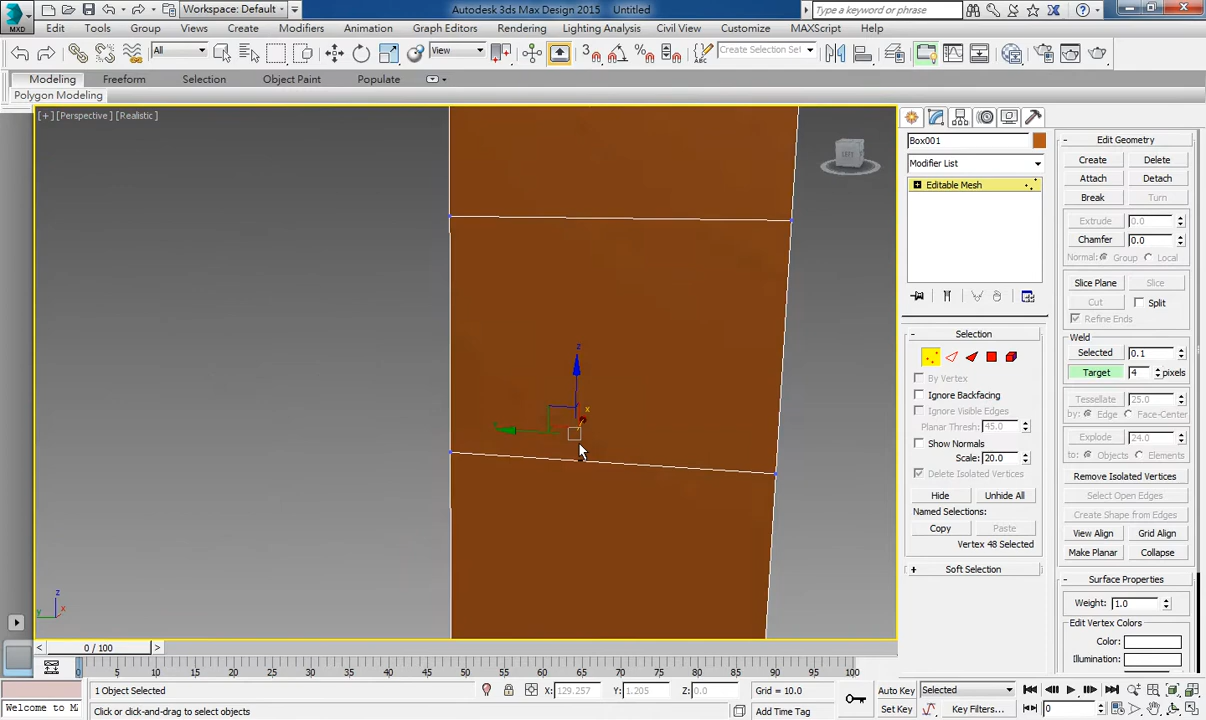 MXD
Workspace: Default
Autodesk 3ds Max Design 2015 Untitled
Type a keyword or phrase
Edit Tools Group Views Create Modifiers Animation Graph Editors Rendering Lighting Analysis Civil View Customize MAXScript Help
All View 3 % ABC Create Selection Se
Modeling Freeform Selection Object Paint Populate
Polygon Modeling
[+] [Perspective] [Realistic]
LEFT
z
x
y
z
x
y
Box001
Modifier List
Editable Mesh
Selection
By Vertex
Ignore Backfacing
Ignore Visible Edges
Planar Thresh: 45.0
Show Normals
Scale: 20.0
Delete Isolated Vertices
Hide Unhide All
Named Selections:
Copy Paste
Vertex 48 Selected
Soft Selection
Edit Geometry
Create Delete
Attach Detach
Break Turn
Extrude 0.0
Chamfer 0.0
Normal: Group Local
Slice Plane Slice
Cut Split
Refine Ends
Weld
Selected 0.1
Target 4 pixels
Tessellate 25.0
by: Edge Face-Center
Explode 24.0
to: Objects Elements
Remove Isolated Vertices
Select Open Edges
Create Shape from Edges
View Align Grid Align
Make Planar Collapse
Surface Properties
Weight: 1.0
Edit Vertex Colors
Color:
Illumination:
< 0 / 100 >
0 5 10 15 20 25 30 35 40 45 50 55 60 65 70 75 80 85 90 95 100
1 Object Selected X: 129.257 Y: 1.205 Z: 0.0 Grid = 10.0 Auto Key Selected
Welcome to M Click or click-and-drag to select objects Add Time Tag Set Key Key Filters... 0